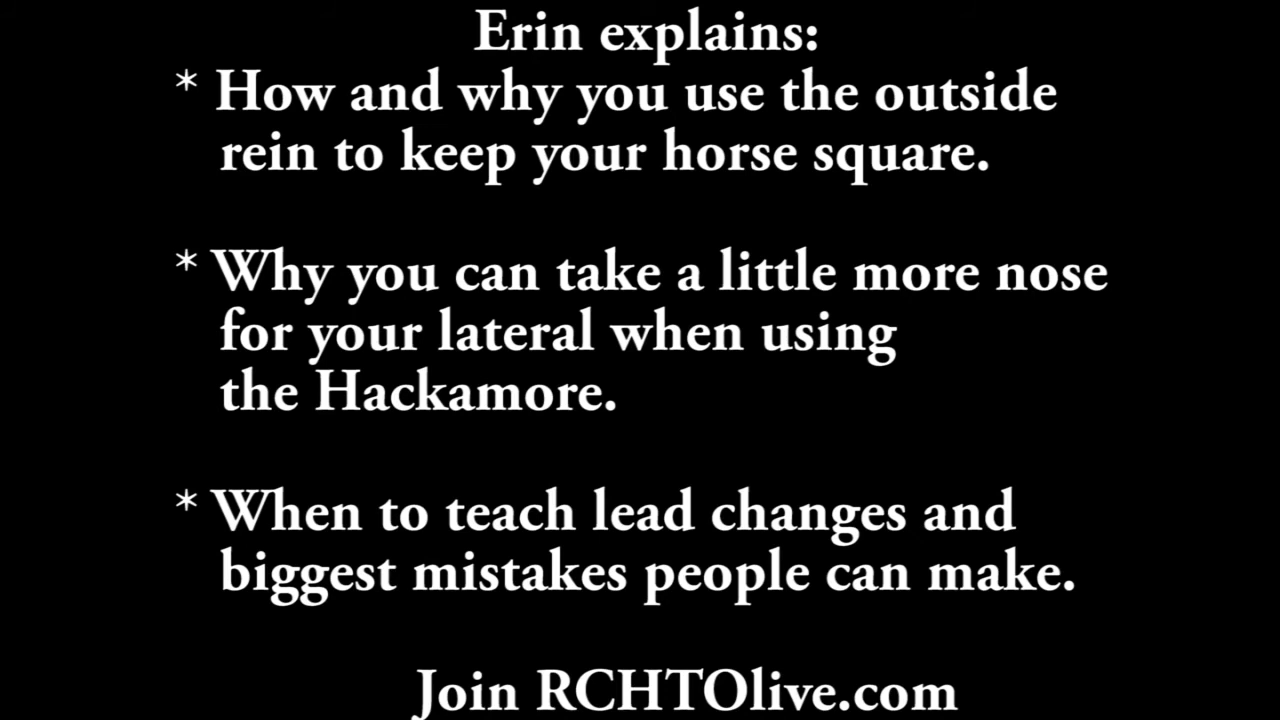 Erin explains:
* How and why you use the outside
rein to keep your horse square.
* Why you can take a little more nose
for your lateral when using
the Hackamore.
* When to teach lead changes and
biggest mistakes people can make.
Join RCHTOlive.com